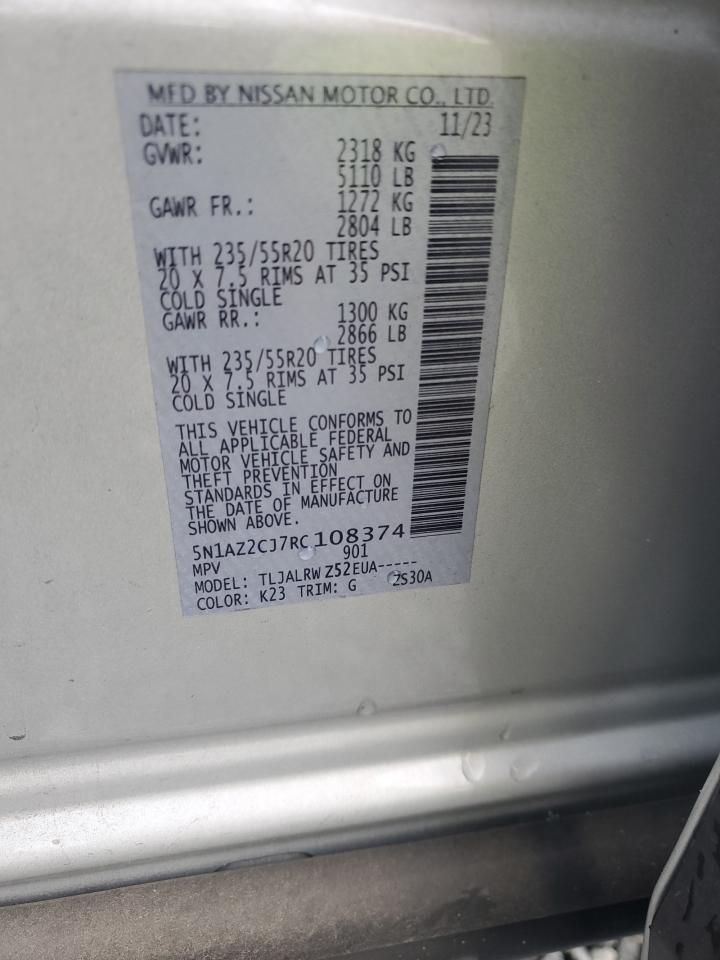 MFD BY NISSAN MOTOR CO., LTD.
DATE: 11/23
GVWR: 2318 KG
5110 LB
GAWR FR.: 1272 KG
2804 LB
WITH 235/55R20 TIRES
20 X 7.5 RIMS AT 35 PSI
COLD SINGLE
GAWR RR.: 1300 KG
2866 LB
WITH 235/55R20 TIRES
20 X 7.5 RIMS AT 35 PSI
COLD SINGLE
THIS VEHICLE CONFORMS TO
ALL APPLICABLE FEDERAL
MOTOR VEHICLE SAFETY AND
THEFT PREVENTION
STANDARDS IN EFFECT ON
THE DATE OF MANUFACTURE
SHOWN ABOVE.
5N1AZ2CJ7RC108374
MPV 901
MODEL: TLJALRWZ52EUA-----
COLOR: K23 TRIM: G ZS30A